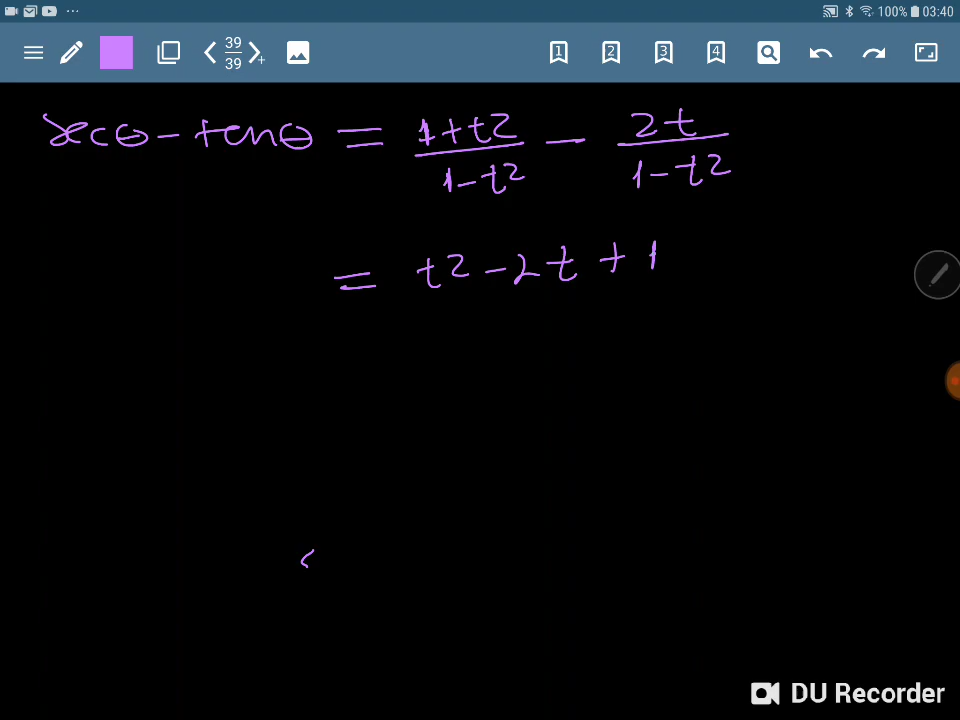 100% 03:40
39
39
1 2 3 4
secθ - tanθ = 1+t2/1-t2 - 2t/1-t2
= t2 - 2t + 1
DU Recorder